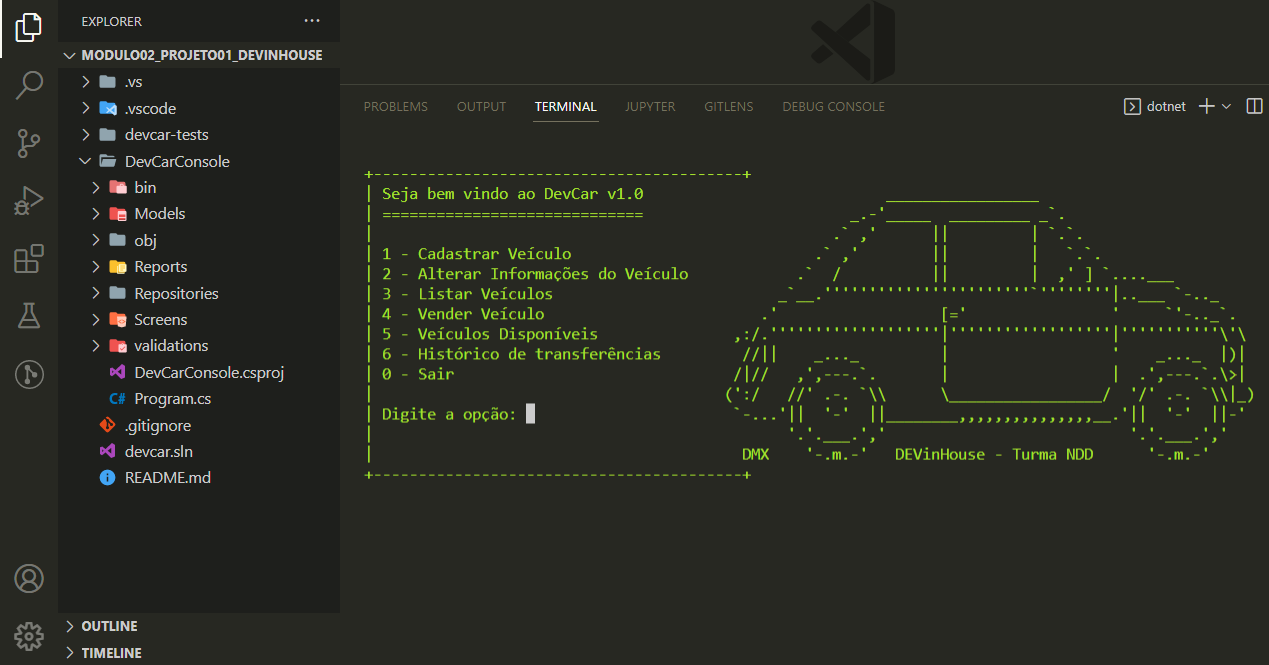 EXPLORER
MODULO02_PROJETO01_DEVINHOUSE
.vs
.vscode
devcar-tests
DevCarConsole
bin
Models
obj
Reports
Repositories
Screens
validations
DevCarConsole.csproj
C# Program.cs
.gitignore
devcar.sln
README.md
OUTLINE
TIMELINE
PROBLEMS OUTPUT TERMINAL JUPYTER GITLENS DEBUG CONSOLE
dotnet
Seja bem vindo ao DevCar v1.0
=============================
1 - Cadastrar Veículo
2 - Alterar Informações do Veículo
3 - Listar Veículos
4 - Vender Veículo
5 - Veículos Disponíveis
6 - Histórico de transferências
0 - Sair
Digite a opção:
DMX DEVinHouse - Turma NDD